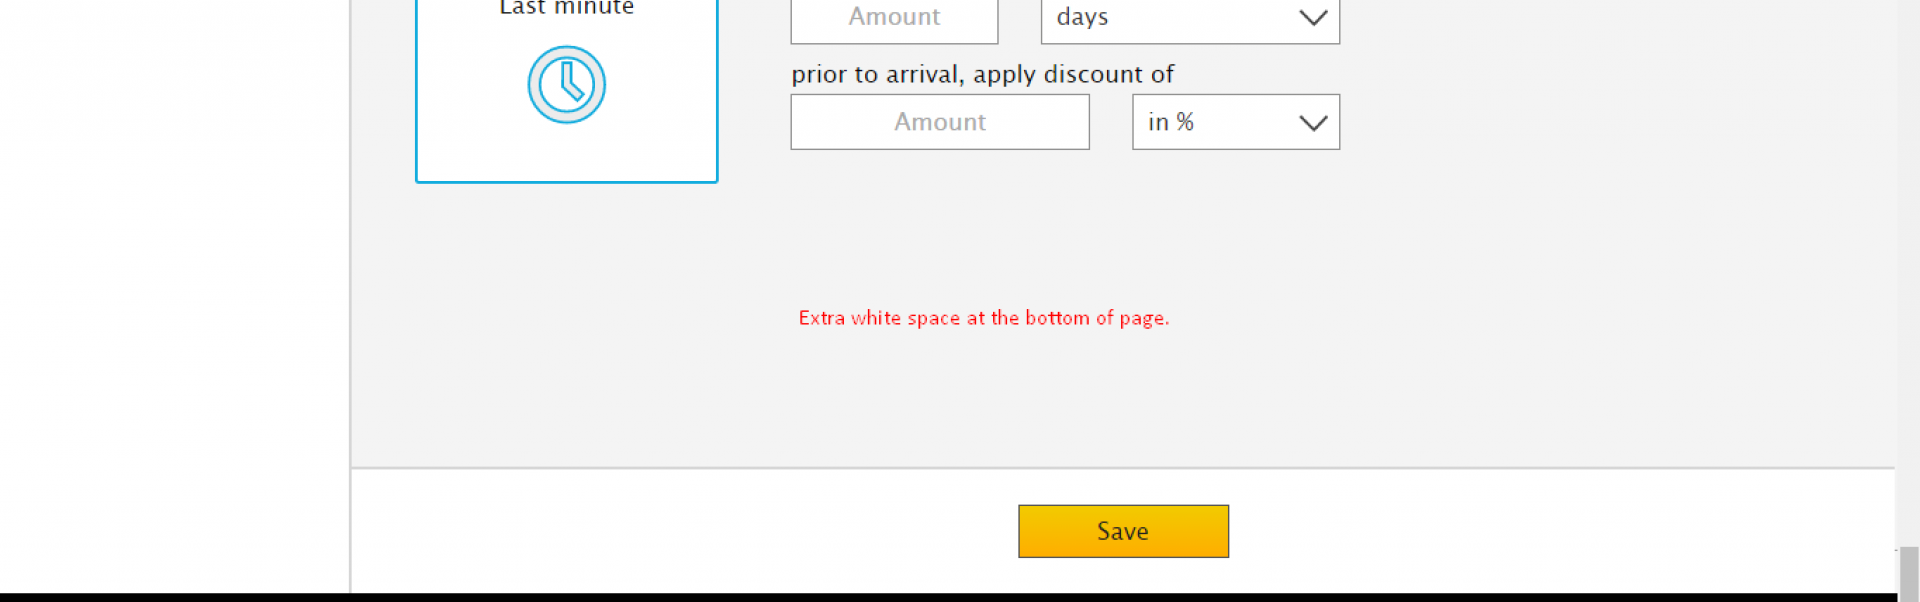 Last minute
Amount
days
prior to arrival, apply discount of
Amount
in %
Extra white space at the bottom of page.
Save